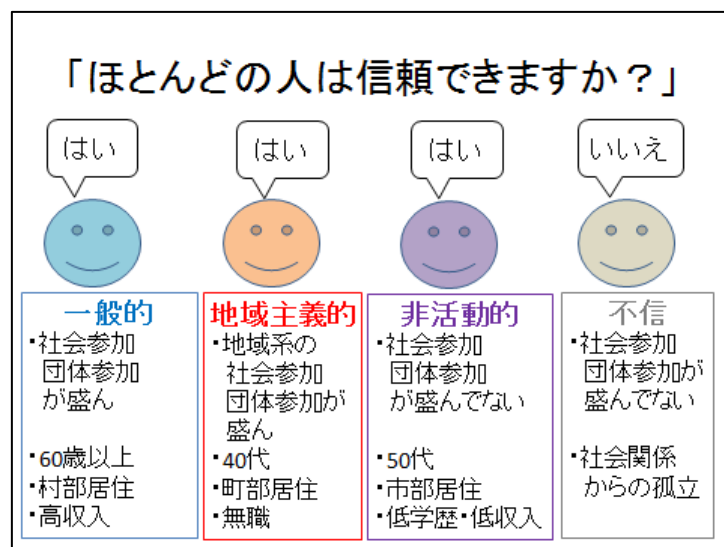 「ほとんどの人は信頼できますか？」
はい
はい
はい
いいえ
一般的
・社会参加
団体参加
が盛ん
・60歳以上
・村部居住
・高収入
地域主義的
・地域系の
社会参加
団体参加が
盛ん
・40代
・町部居住
・無職
非活動的
・社会参加
団体参加
が盛んでない
・50代
・市部居住
・低学歴・低収入
不信
・社会参加
団体参加が
盛んでない
・社会関係
からの孤立